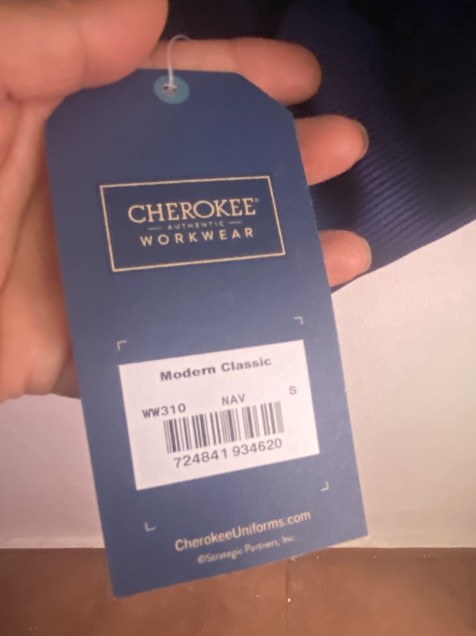 CHEROKEE®
AUTHENTIC
WORKWEAR
Modern Classic
WW310 NAV S
724841 934620
CherokeeUniforms.com
©Strategic Partners, Inc.